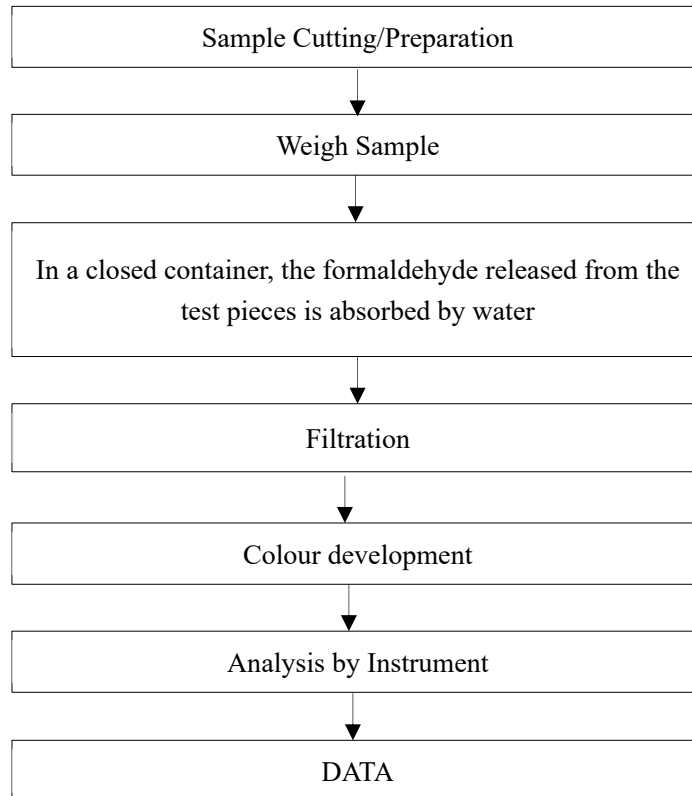 Sample Cutting/Preparation
Weigh Sample
In a closed container, the formaldehyde released from the
test pieces is absorbed by water
Filtration
Colour development
Analysis by Instrument
DATA